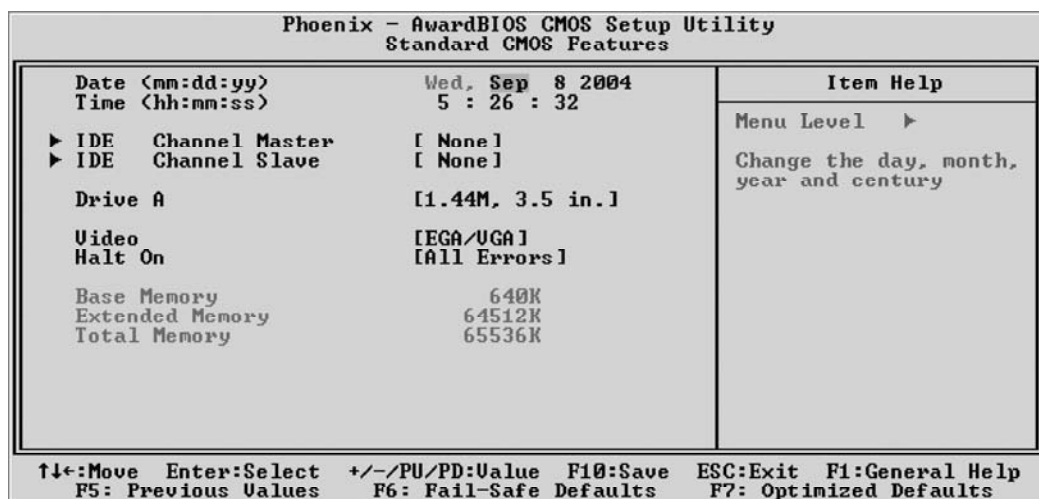 Phoenix - AwardBIOS CMOS Setup Utility
Standard CMOS Features
Date (mm:dd:yy) Wed, Sep 8 2004
Time (hh:mm:ss) 5 : 26 : 32
► IDE Channel Master [ None]
► IDE Channel Slave [ None]
Drive A [1.44M, 3.5 in.]
Video [EGA/VGA]
Halt On [All Errors]
Base Memory 640K
Extended Memory 64512K
Total Memory 65536K
Item Help
Menu Level ►
Change the day, month,
year and century
↑↓←:Move Enter:Select +/-/PU/PD:Value F10:Save ESC:Exit F1:General Help
F5: Previous Values F6: Fail-Safe Defaults F7: Optimized Defaults